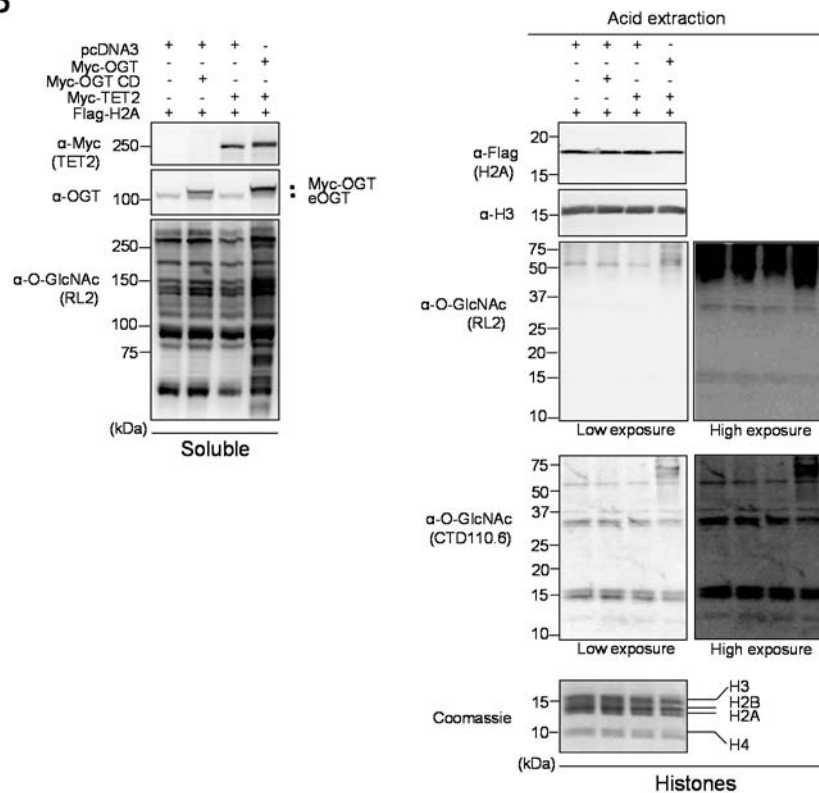 pcDNA3 + + + -
Myc-OGT - - - +
Myc-OGT CD - + - -
Myc-TET2 - - + +
Flag-H2A + + + +
α-Myc
(TET2)
250
α-OGT
100
Myc-OGT
eOGT
α-O-GlcNAc
(RL2)
250
150
100
75
(kDa)
Soluble
Acid extraction
+ + + -
- - - +
- + - -
- - + +
+ + + +
α-Flag
(H2A)
20
15
α-H3
15
α-O-GlcNAc
(RL2)
75
50
37
25
20
15
10
Low exposure
High exposure
α-O-GlcNAc
(CTD110.6)
75
50
37
25
20
15
10
Low exposure
High exposure
Coomassie
15
10
H3
H2B
H2A
H4
(kDa)
Histones